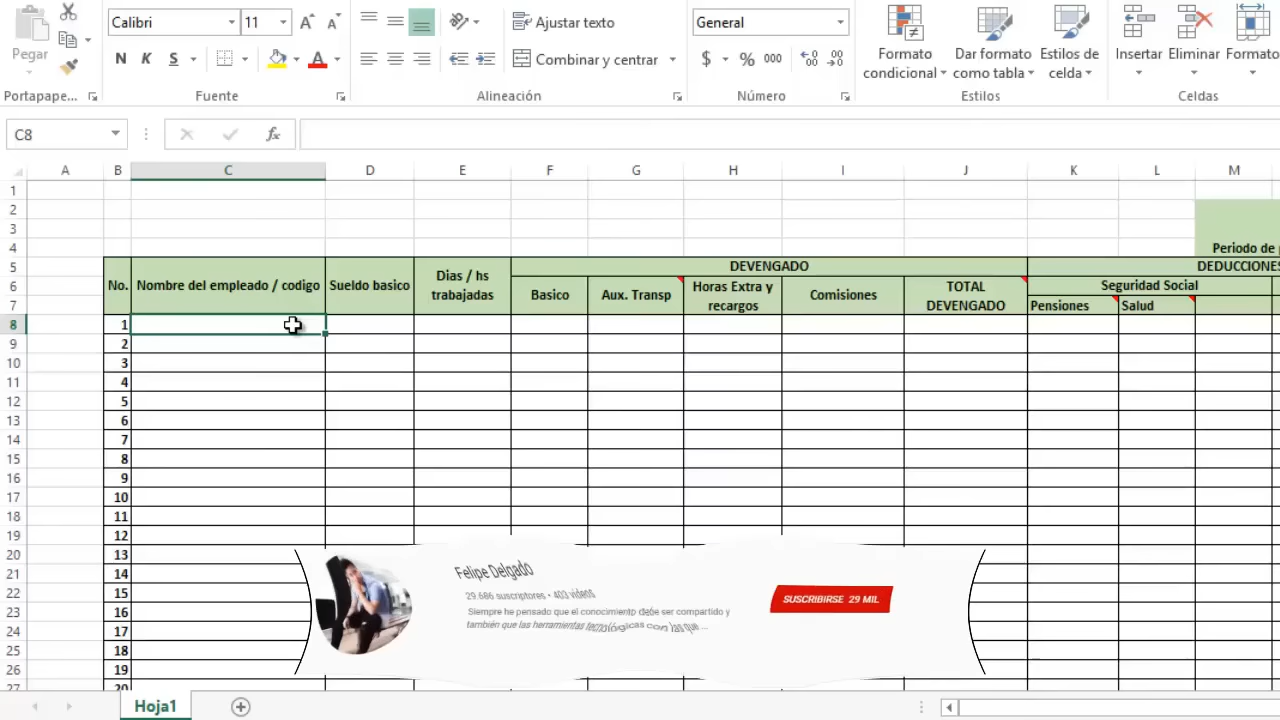 Calibri 11
Ajustar texto
General
Pegar
N K S
Combinar y centrar
$ % 000
Formato condicional
Dar formato como tabla
Estilos de celda
Insertar
Eliminar
Formato
Portapape...
Fuente
Alineación
Número
Estilos
Celdas
C8
fx
A B C D E F G H I J K L M
1
2
3
4 Periodo de
5 DEVENGADO DEDUCCIONES
No. Nombre del empleado / codigo Sueldo basico Dias / hs trabajadas
6 Basico Aux. Transp Horas Extra y recargos Comisiones TOTAL DEVENGADO Seguridad Social
7 Pensiones Salud
8 1
9 2
10 3
11 4
12 5
13 6
14 7
15 8
16 9
17 10
18 11
19 12
20 13
21 14
22 15
23 16
24 17
25 18
26 19
27 20
Felipe Delgado
29.686 suscriptores • 403 videos
Siempre he pensado que el conocimiento debe ser compartido y
también que las herramientas tecnológicas con las que ...
SUSCRIBIRSE 29 MIL
Hoja1